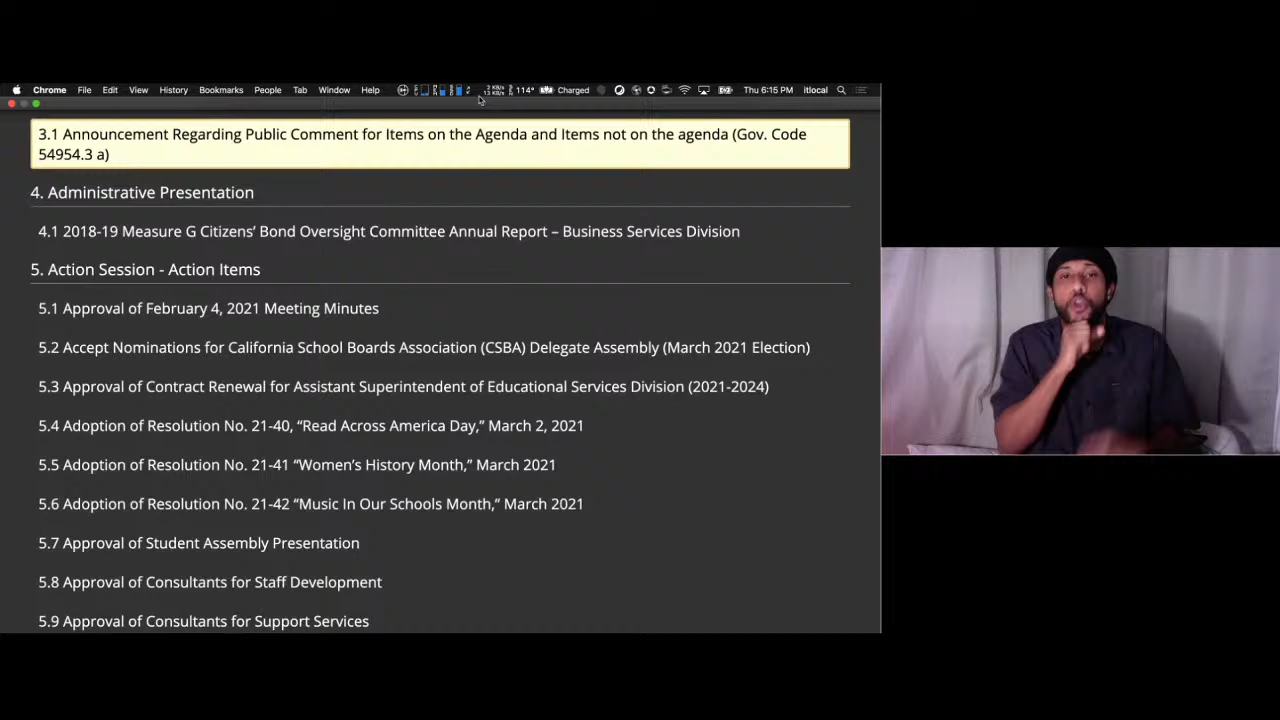 Chrome File Edit View History Bookmarks People Tab Window Help 2 KB/s 13 KB/s 114° Charged Thu 6:15 PM itlocal
3.1 Announcement Regarding Public Comment for Items on the Agenda and Items not on the agenda (Gov. Code
54954.3 a)
4. Administrative Presentation
4.1 2018-19 Measure G Citizens’ Bond Oversight Committee Annual Report – Business Services Division
5. Action Session - Action Items
5.1 Approval of February 4, 2021 Meeting Minutes
5.2 Accept Nominations for California School Boards Association (CSBA) Delegate Assembly (March 2021 Election)
5.3 Approval of Contract Renewal for Assistant Superintendent of Educational Services Division (2021-2024)
5.4 Adoption of Resolution No. 21-40, “Read Across America Day,” March 2, 2021
5.5 Adoption of Resolution No. 21-41 “Women’s History Month,” March 2021
5.6 Adoption of Resolution No. 21-42 “Music In Our Schools Month,” March 2021
5.7 Approval of Student Assembly Presentation
5.8 Approval of Consultants for Staff Development
5.9 Approval of Consultants for Support Services